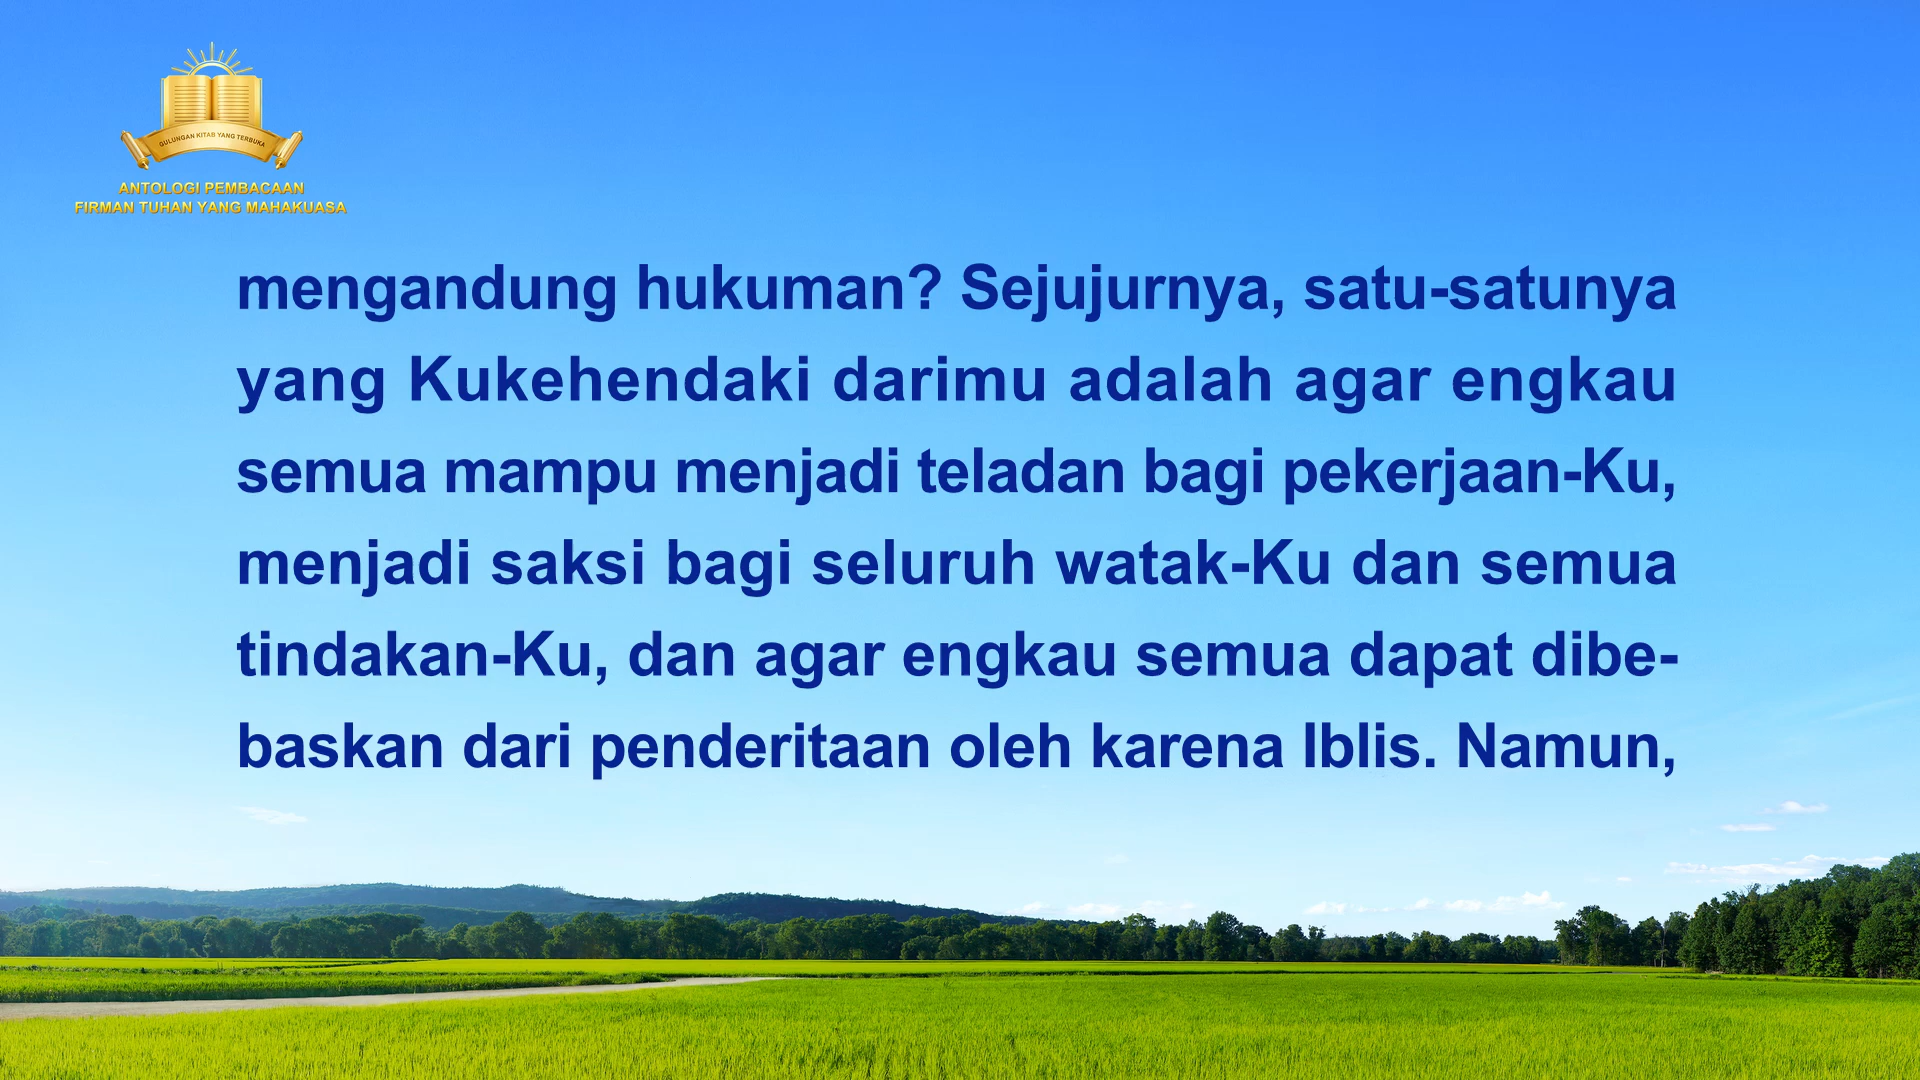 GULUNGAN KITAB YANG TERBUKA
ANTOLOGI PEMBACAAN
FIRMAN TUHAN YANG MAHAKUASA
mengandung hukuman? Sejujurnya, satu-satunya
yang Kukehendaki darimu adalah agar engkau
semua mampu menjadi teladan bagi pekerjaan-Ku,
menjadi saksi bagi seluruh watak-Ku dan semua
tindakan-Ku, dan agar engkau semua dapat dibe-
baskan dari penderitaan oleh karena Iblis. Namun,